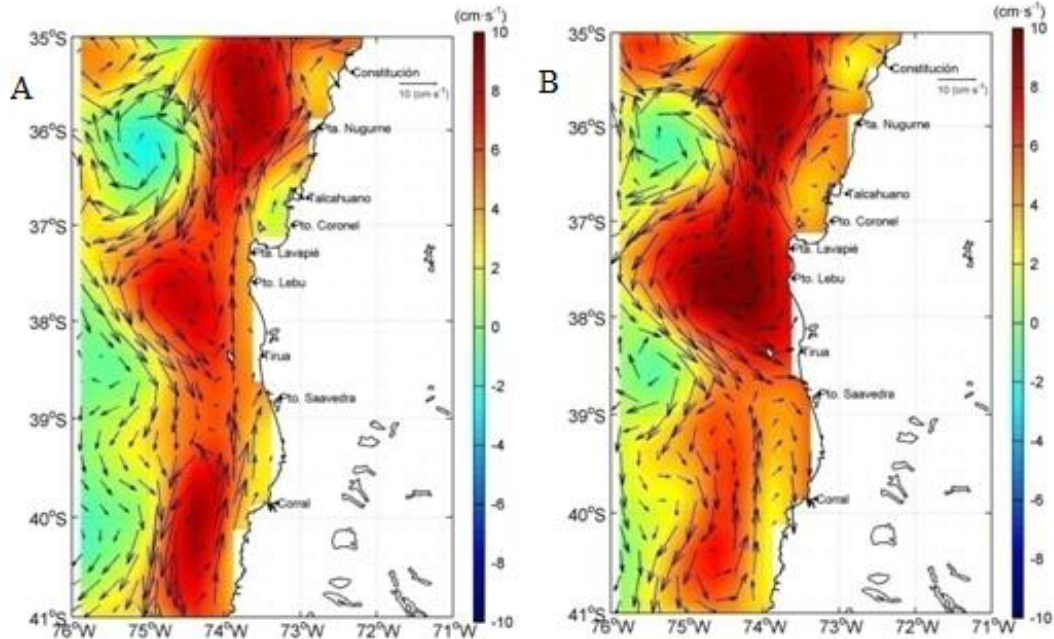 A
(cm·s⁻¹)
35°S
36°S
37°S
38°S
39°S
40°S
41°S
76°W
75°W
74°W
73°W
72°W
71°W
Constitución
10 (cm·s⁻¹)
Pta. Nugurne
Talcahuano
Pto. Coronel
Pta. Lavapié
Pto. Lebu
Tirua
Pto. Saavedra
Corral
10
8
6
4
2
0
-2
-4
-6
-8
-10
B
(cm·s⁻¹)
35°S
36°S
37°S
38°S
39°S
40°S
41°S
76°W
75°W
74°W
73°W
72°W
71°W
Constitución
10 (cm·s⁻¹)
Pta. Nugurne
Talcahuano
Pto. Coronel
Pta. Lavapié
Pto. Lebu
Tirua
Pto. Saavedra
Corral
10
8
6
4
2
0
-2
-4
-6
-8
-10